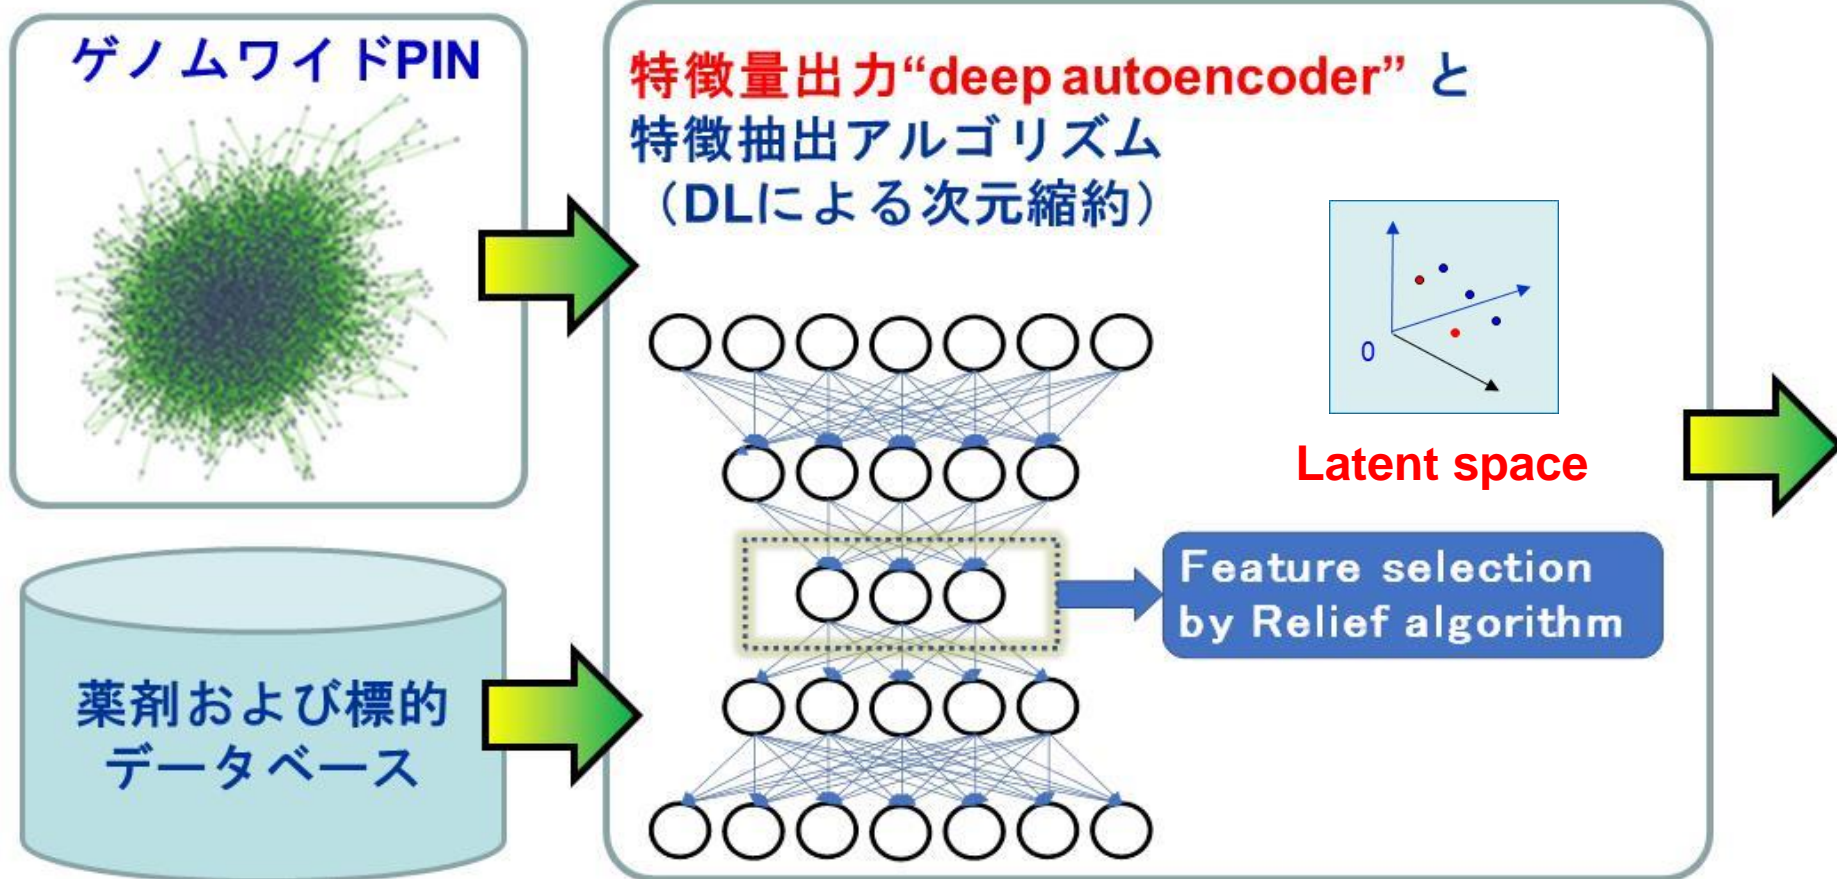 ゲノムワイドPIN
特徴量出力“deep autoencoder” と
特徴抽出アルゴリズム
（DLによる次元縮約）
0
Latent space
Feature selection
by Relief algorithm
薬剤および標的
データベース